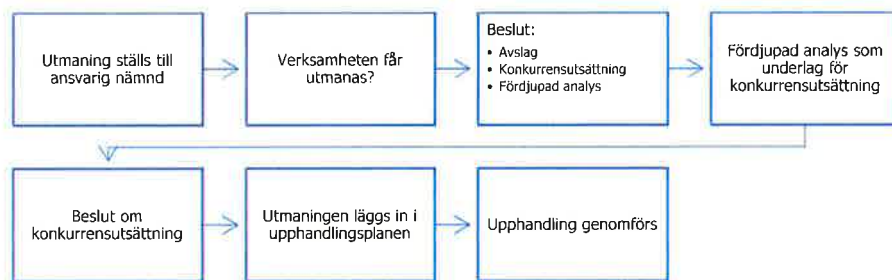 Utmaning ställs till
ansvarig nämnd
Verksamheten får
utmanas?
Beslut:
• Avslag
• Konkurrensutsättning
• Fördjupad analys
Fördjupad analys som
underlag för
konkurrensutsättning
Beslut om
konkurrensutsättning
Utmaningen läggs in i
upphandlingsplanen
Upphandling genomförs